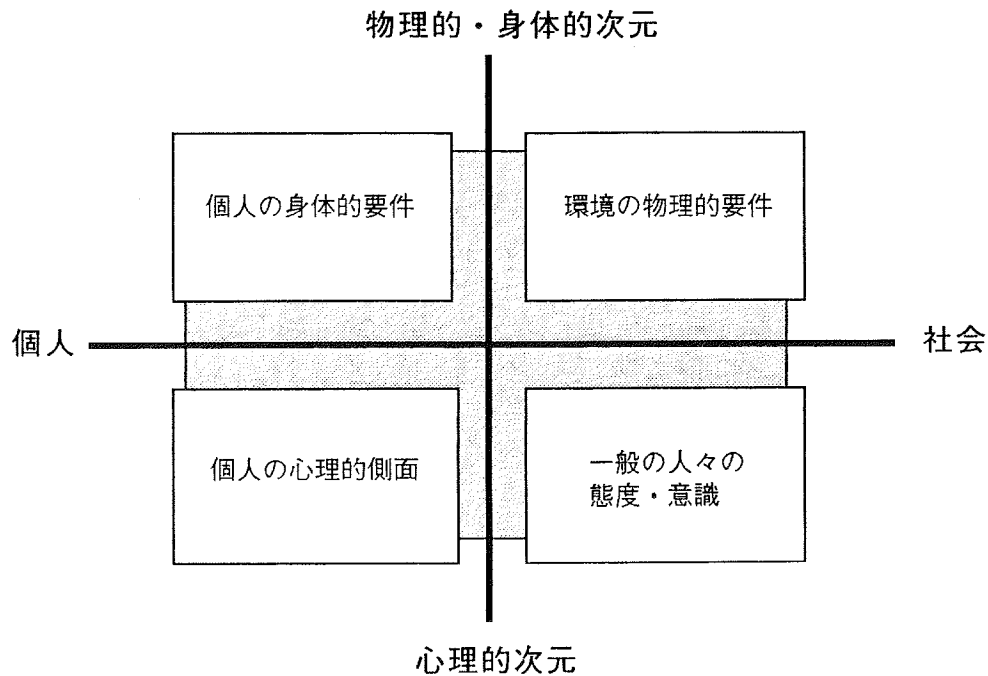 物理的・身体的次元
個人の身体的要件
環境の物理的要件
個人
社会
個人の心理的側面
一般の人々の
態度・意識
心理的次元